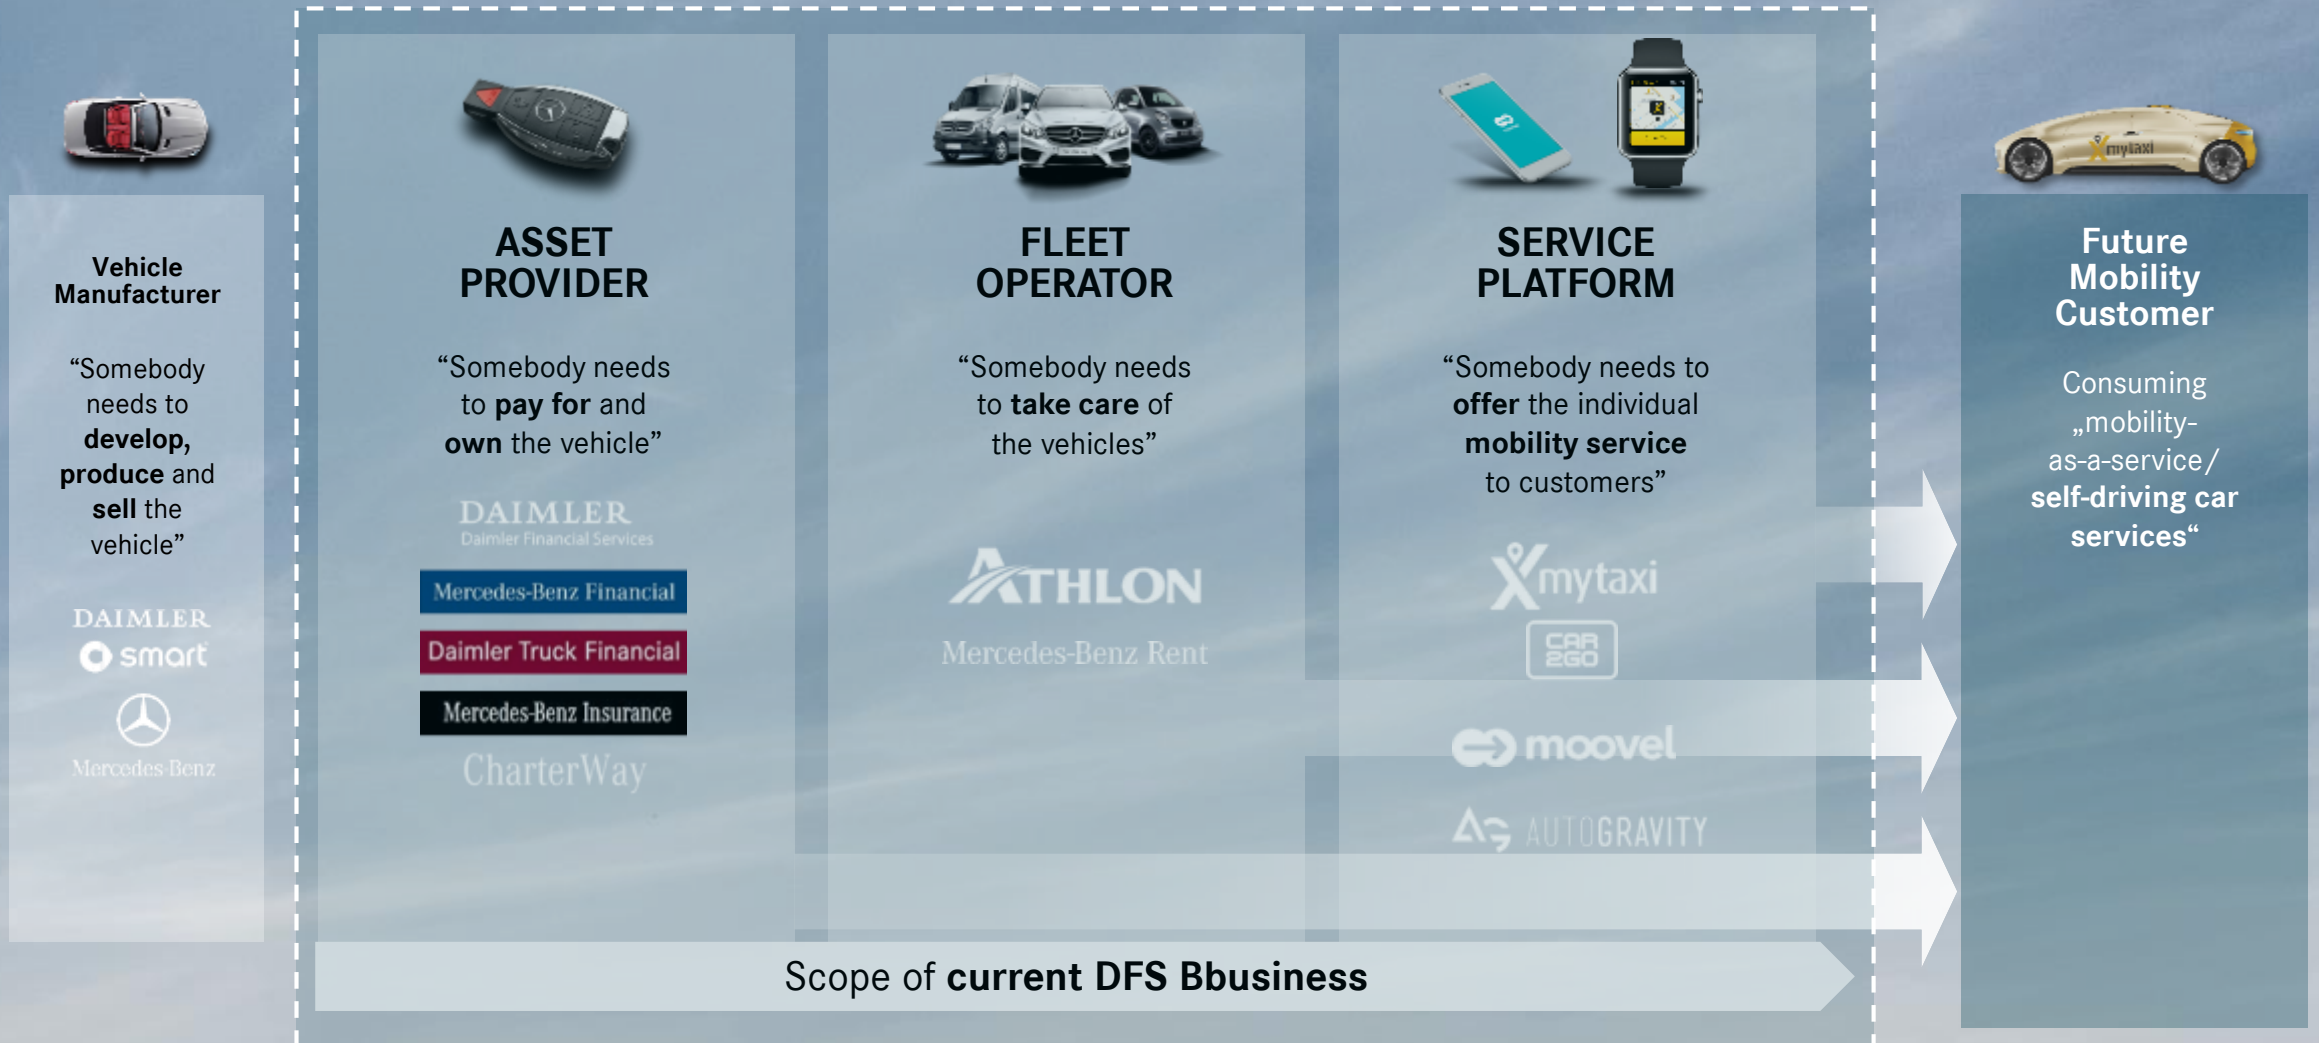 Vehicle
Manufacturer
“Somebody
needs to
develop,
produce and
sell the
vehicle”
DAIMLER
smart
Mercedes-Benz
ASSET
PROVIDER
“Somebody needs
to pay for and
own the vehicle”
DAIMLER
Daimler Financial Services
Mercedes-Benz Financial
Daimler Truck Financial
Mercedes-Benz Insurance
CharterWay
FLEET
OPERATOR
“Somebody needs
to take care of
the vehicles”
ATHLON
Mercedes-Benz Rent
SERVICE
PLATFORM
“Somebody needs to
offer the individual
mobility service
to customers”
mytaxi
CAR
2GO
moovel
AUTOGRAVITY
mytaxi
Future
Mobility
Customer
Consuming
„mobility-
as-a-service/
self-driving car
services“
Scope of current DFS Bbusiness